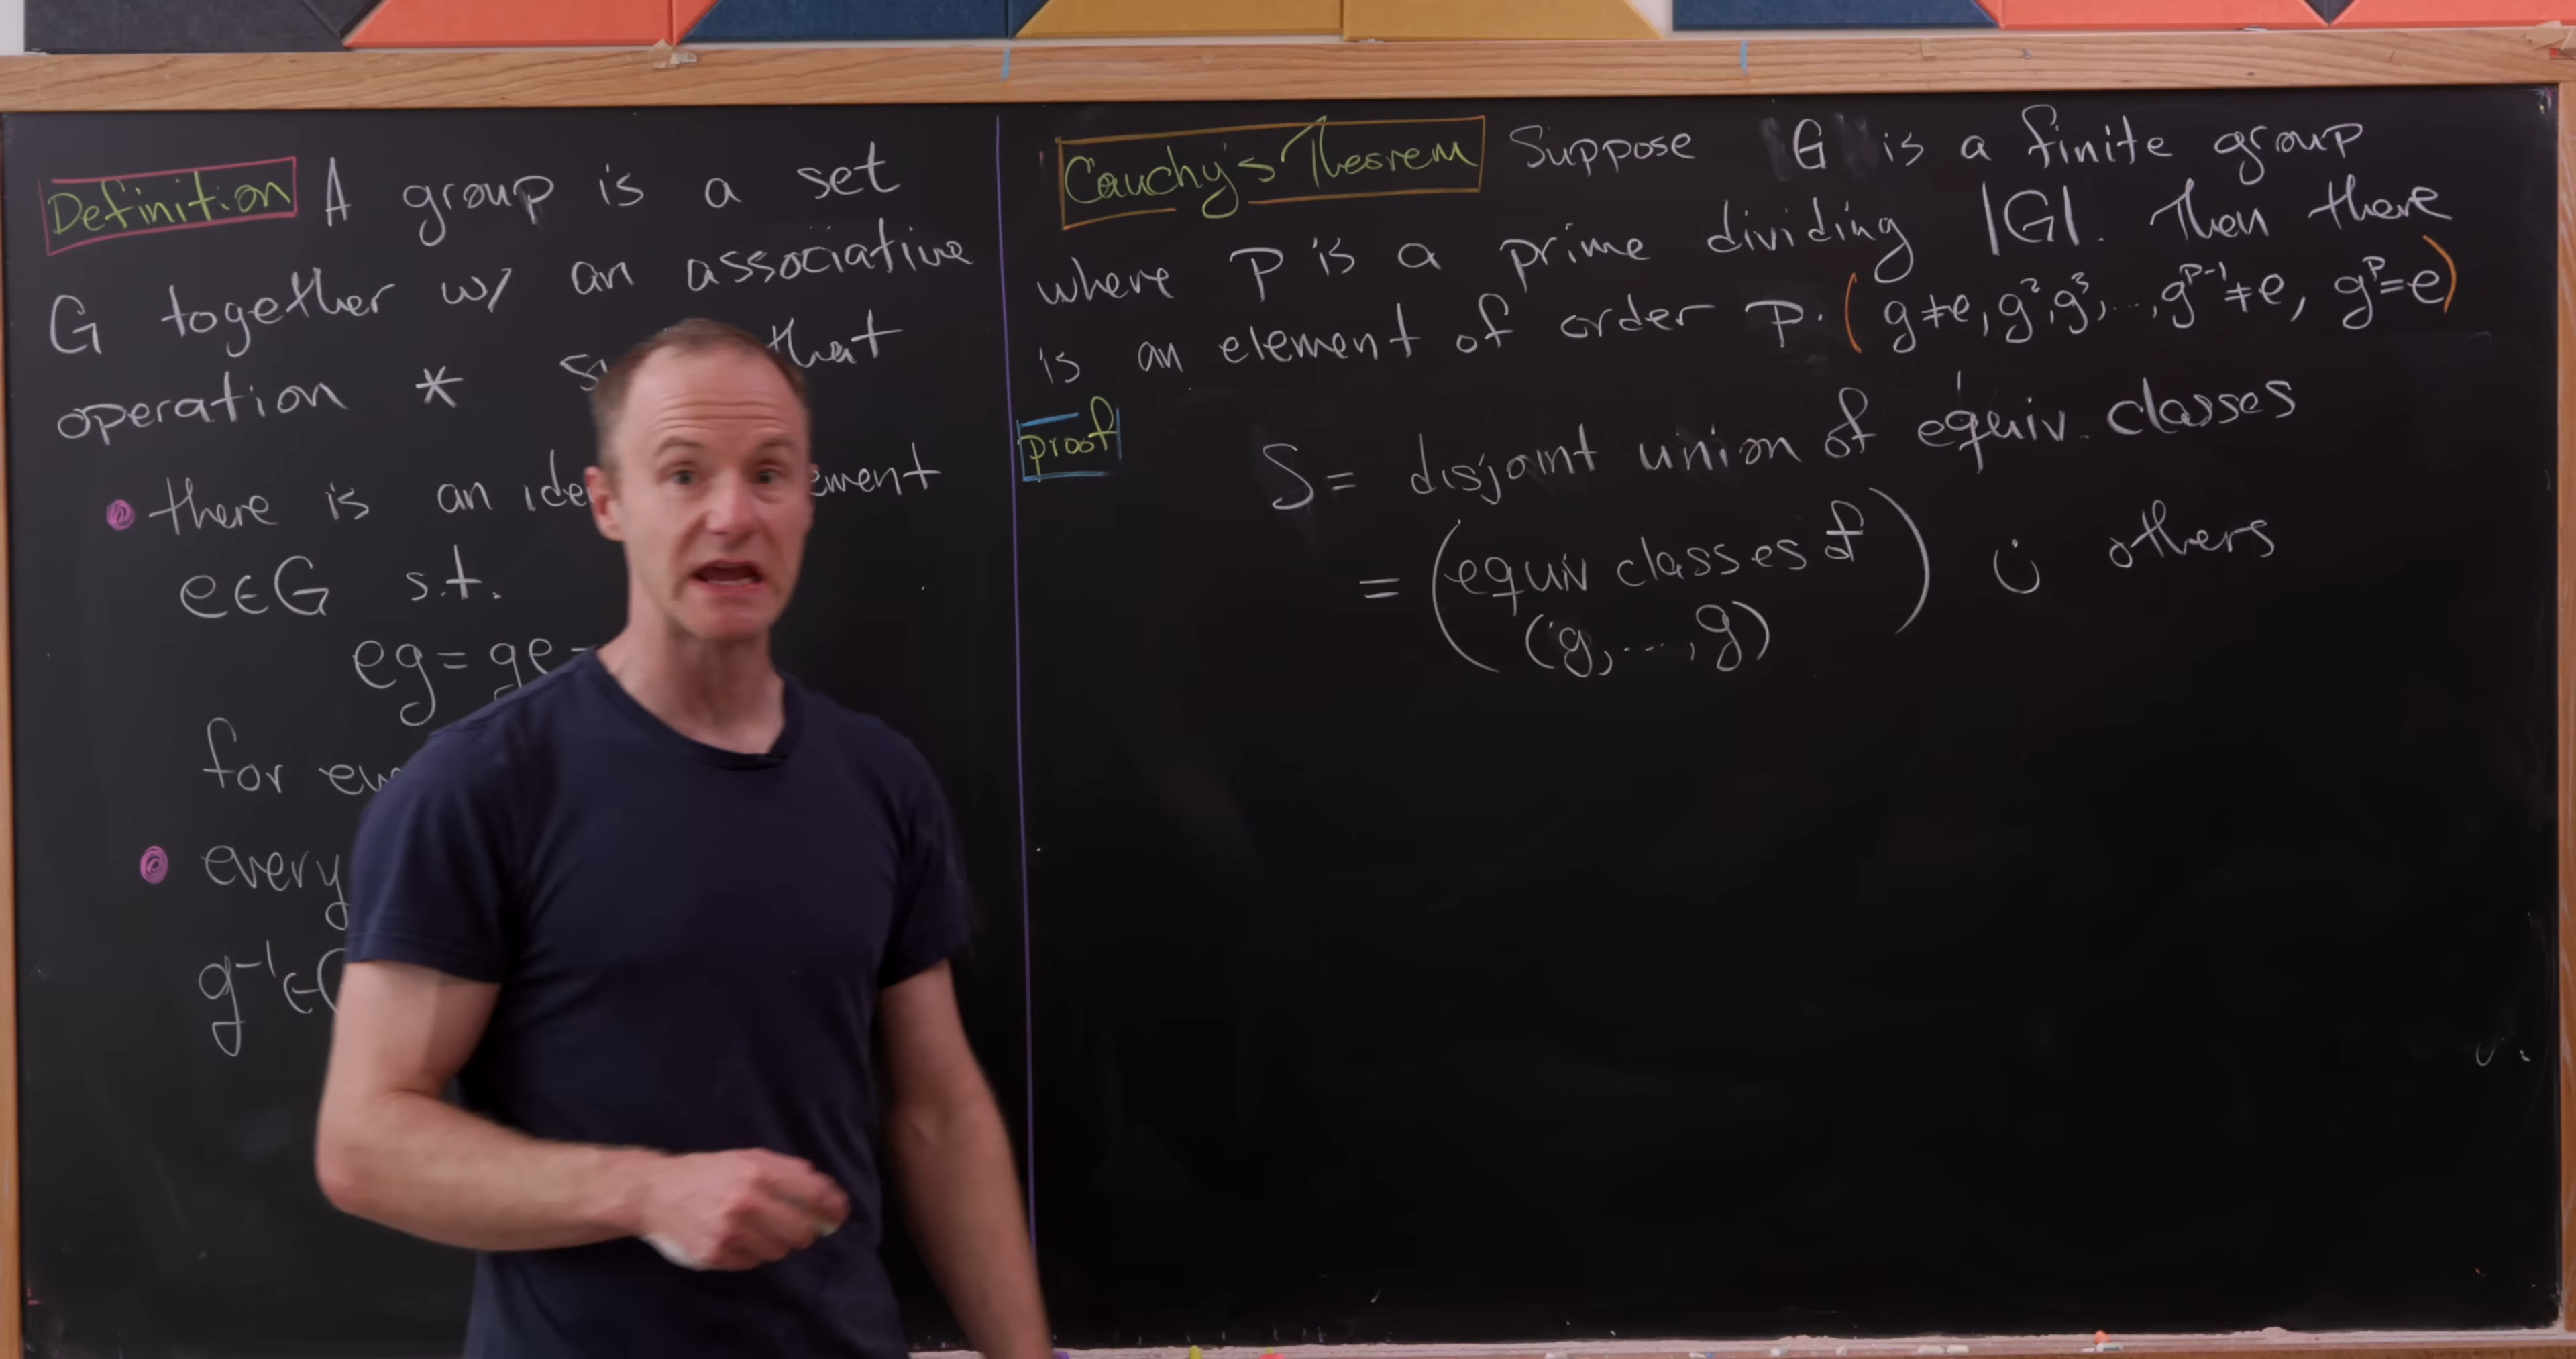 Definition A group is a set
G together w/ an associative
operation * that
there is an ement
e∈G s.t.
eg=ge
for
every
g⁻¹∈
Cauchy's Theorem Suppose G is a finite group
where P is a prime dividing |G|. Then there
is an element of order P. (g≠e, g², g³, ..., gᵖ⁻¹≠e, gᵖ=e)
proof
S = disjoint union of equiv. classes
= (equiv classes of (g,...,g)) ∪̇ others